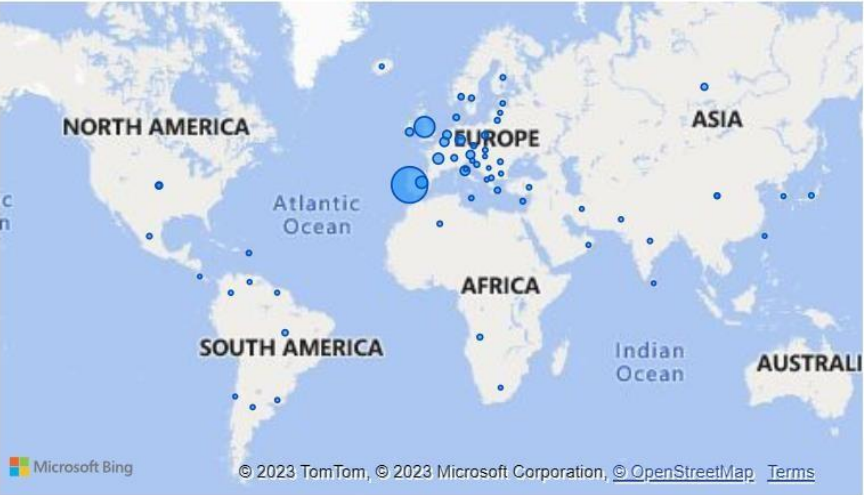 NORTH AMERICA
EUROPE
ASIA
Atlantic
Ocean
AFRICA
SOUTH AMERICA
Indian
Ocean
AUSTRALI
c
n
Microsoft Bing
© 2023 TomTom, © 2023 Microsoft Corporation, © OpenStreetMap Terms